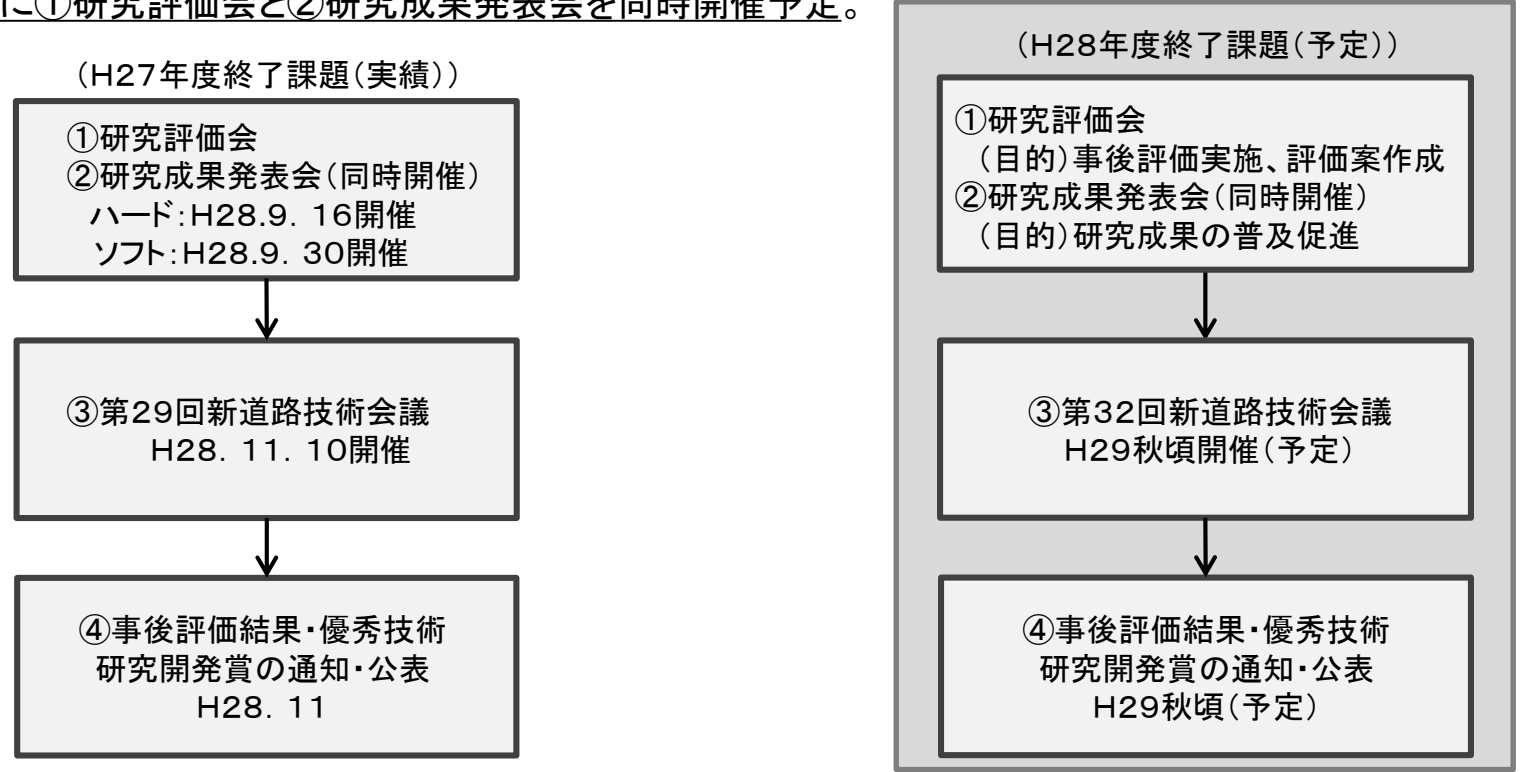 に①研究評価会と②研究成果発表会を同時開催予定。
(H27年度終了課題(実績))
①研究評価会
②研究成果発表会(同時開催)
ハード:H28.9. 16開催
ソフト:H28.9. 30開催
③第29回新道路技術会議
H28. 11. 10開催
④事後評価結果・優秀技術
研究開発賞の通知・公表
H28. 11
(H28年度終了課題(予定))
①研究評価会
(目的)事後評価実施、評価案作成
②研究成果発表会(同時開催)
(目的)研究成果の普及促進
③第32回新道路技術会議
H29秋頃開催(予定)
④事後評価結果・優秀技術
研究開発賞の通知・公表
H29秋頃(予定)